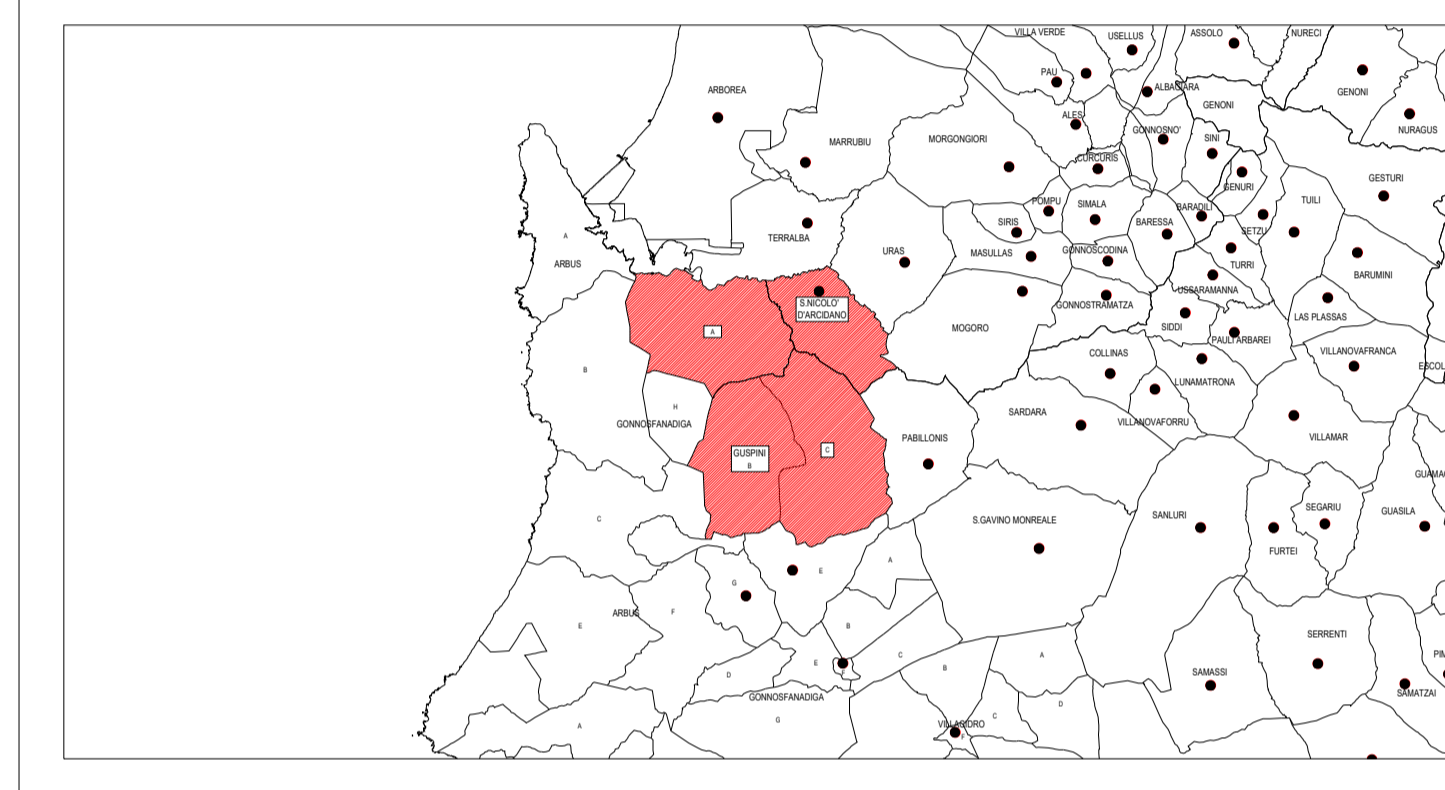 VILLA VERDE
USELLUS
ASSOLO
NURECI
PAU
ALBAGIARA
GENONI
GENONI
ARBOREA
ALES
GONNOSNO'
SINI
NURAGUS
MARRUBIU
MORGONGIORI
CURCURIS
GENURI
GESTURI
POMPU
SIMALA
BARADILI
TUILI
SIRIS
BARESSA
SETZU
TERRALBA
A
ARBUS
URAS
MASULLAS
GONNOSCODINA
TURRI
BARUMINI
USSARAMANNA
S.NICOLO'
D'ARCIDANO
GONNOSTRAMATZA
LAS PLASSAS
A
MOGORO
SIDDI
PAULI ARBAREI
COLLINAS
VILLANOVAFRANCA
B
ESCOL
LUNAMATRONA
H
GONNOSFANADIGA
SARDARA
VILLANOVAFORRU
PABILLONIS
VILLAMAR
GUSPINI
B
C
GUAMA
C
S.GAVINO MONREALE
SANLURI
SEGARIU
GUASILA
FURTEI
A
E
G
ARBUS
F
E
B
SERRENTI
E
F
C
B
A
PIM
D
SAMASSI
SAMATZAI
GONNOSFANADIGA
G
A
D
C
VILLACIDRO
F